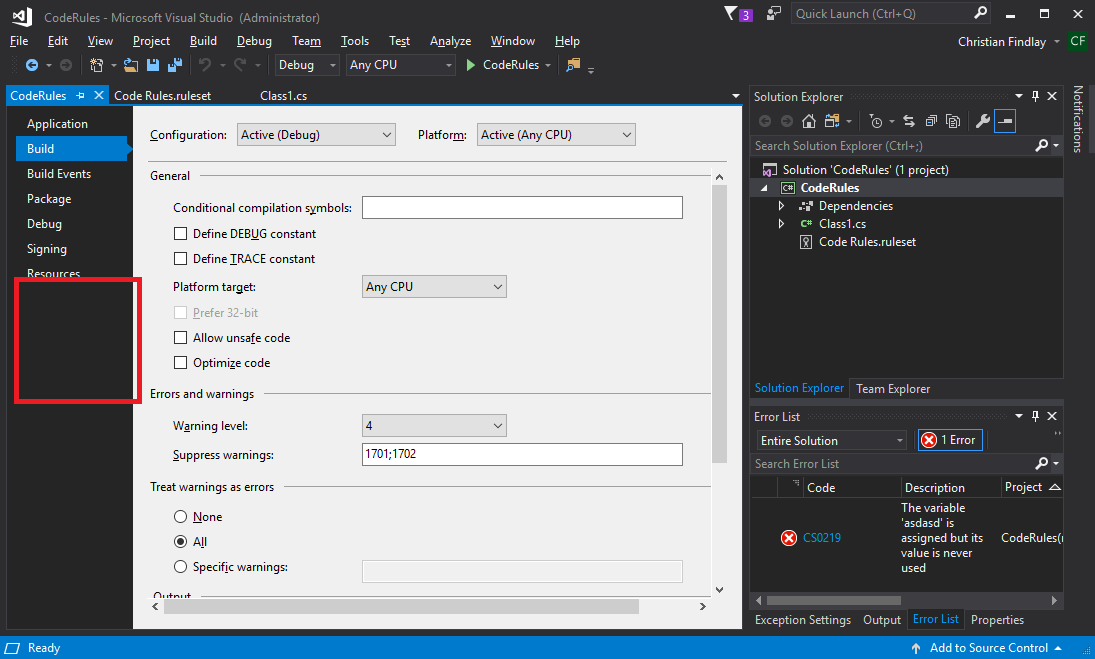 CodeRules - Microsoft Visual Studio (Administrator)
3
Quick Launch (Ctrl+Q)
File Edit View Project Build Debug Team Tools Test Analyze Window Help
Christian Findlay CF
Debug Any CPU CodeRules
CodeRules Code Rules.ruleset Class1.cs
Application
Build
Build Events
Package
Debug
Signing
Resources
Configuration: Active (Debug) Platform: Active (Any CPU)
General
Conditional compilation symbols:
Define DEBUG constant
Define TRACE constant
Platform target: Any CPU
Prefer 32-bit
Allow unsafe code
Optimize code
Errors and warnings
Warning level: 4
Suppress warnings: 1701;1702
Treat warnings as errors
None
All
Specific warnings:
Output
Solution Explorer
Search Solution Explorer (Ctrl+;)
Solution 'CodeRules' (1 project)
C# CodeRules
Dependencies
C# Class1.cs
Code Rules.ruleset
Solution Explorer Team Explorer
Notifications
Error List
Entire Solution 1 Error
Search Error List
Code Description Project
CS0219
The variable
'asdasd' is
assigned but its
value is never
used
CodeRules(
Exception Settings Output Error List Properties
Ready
Add to Source Control